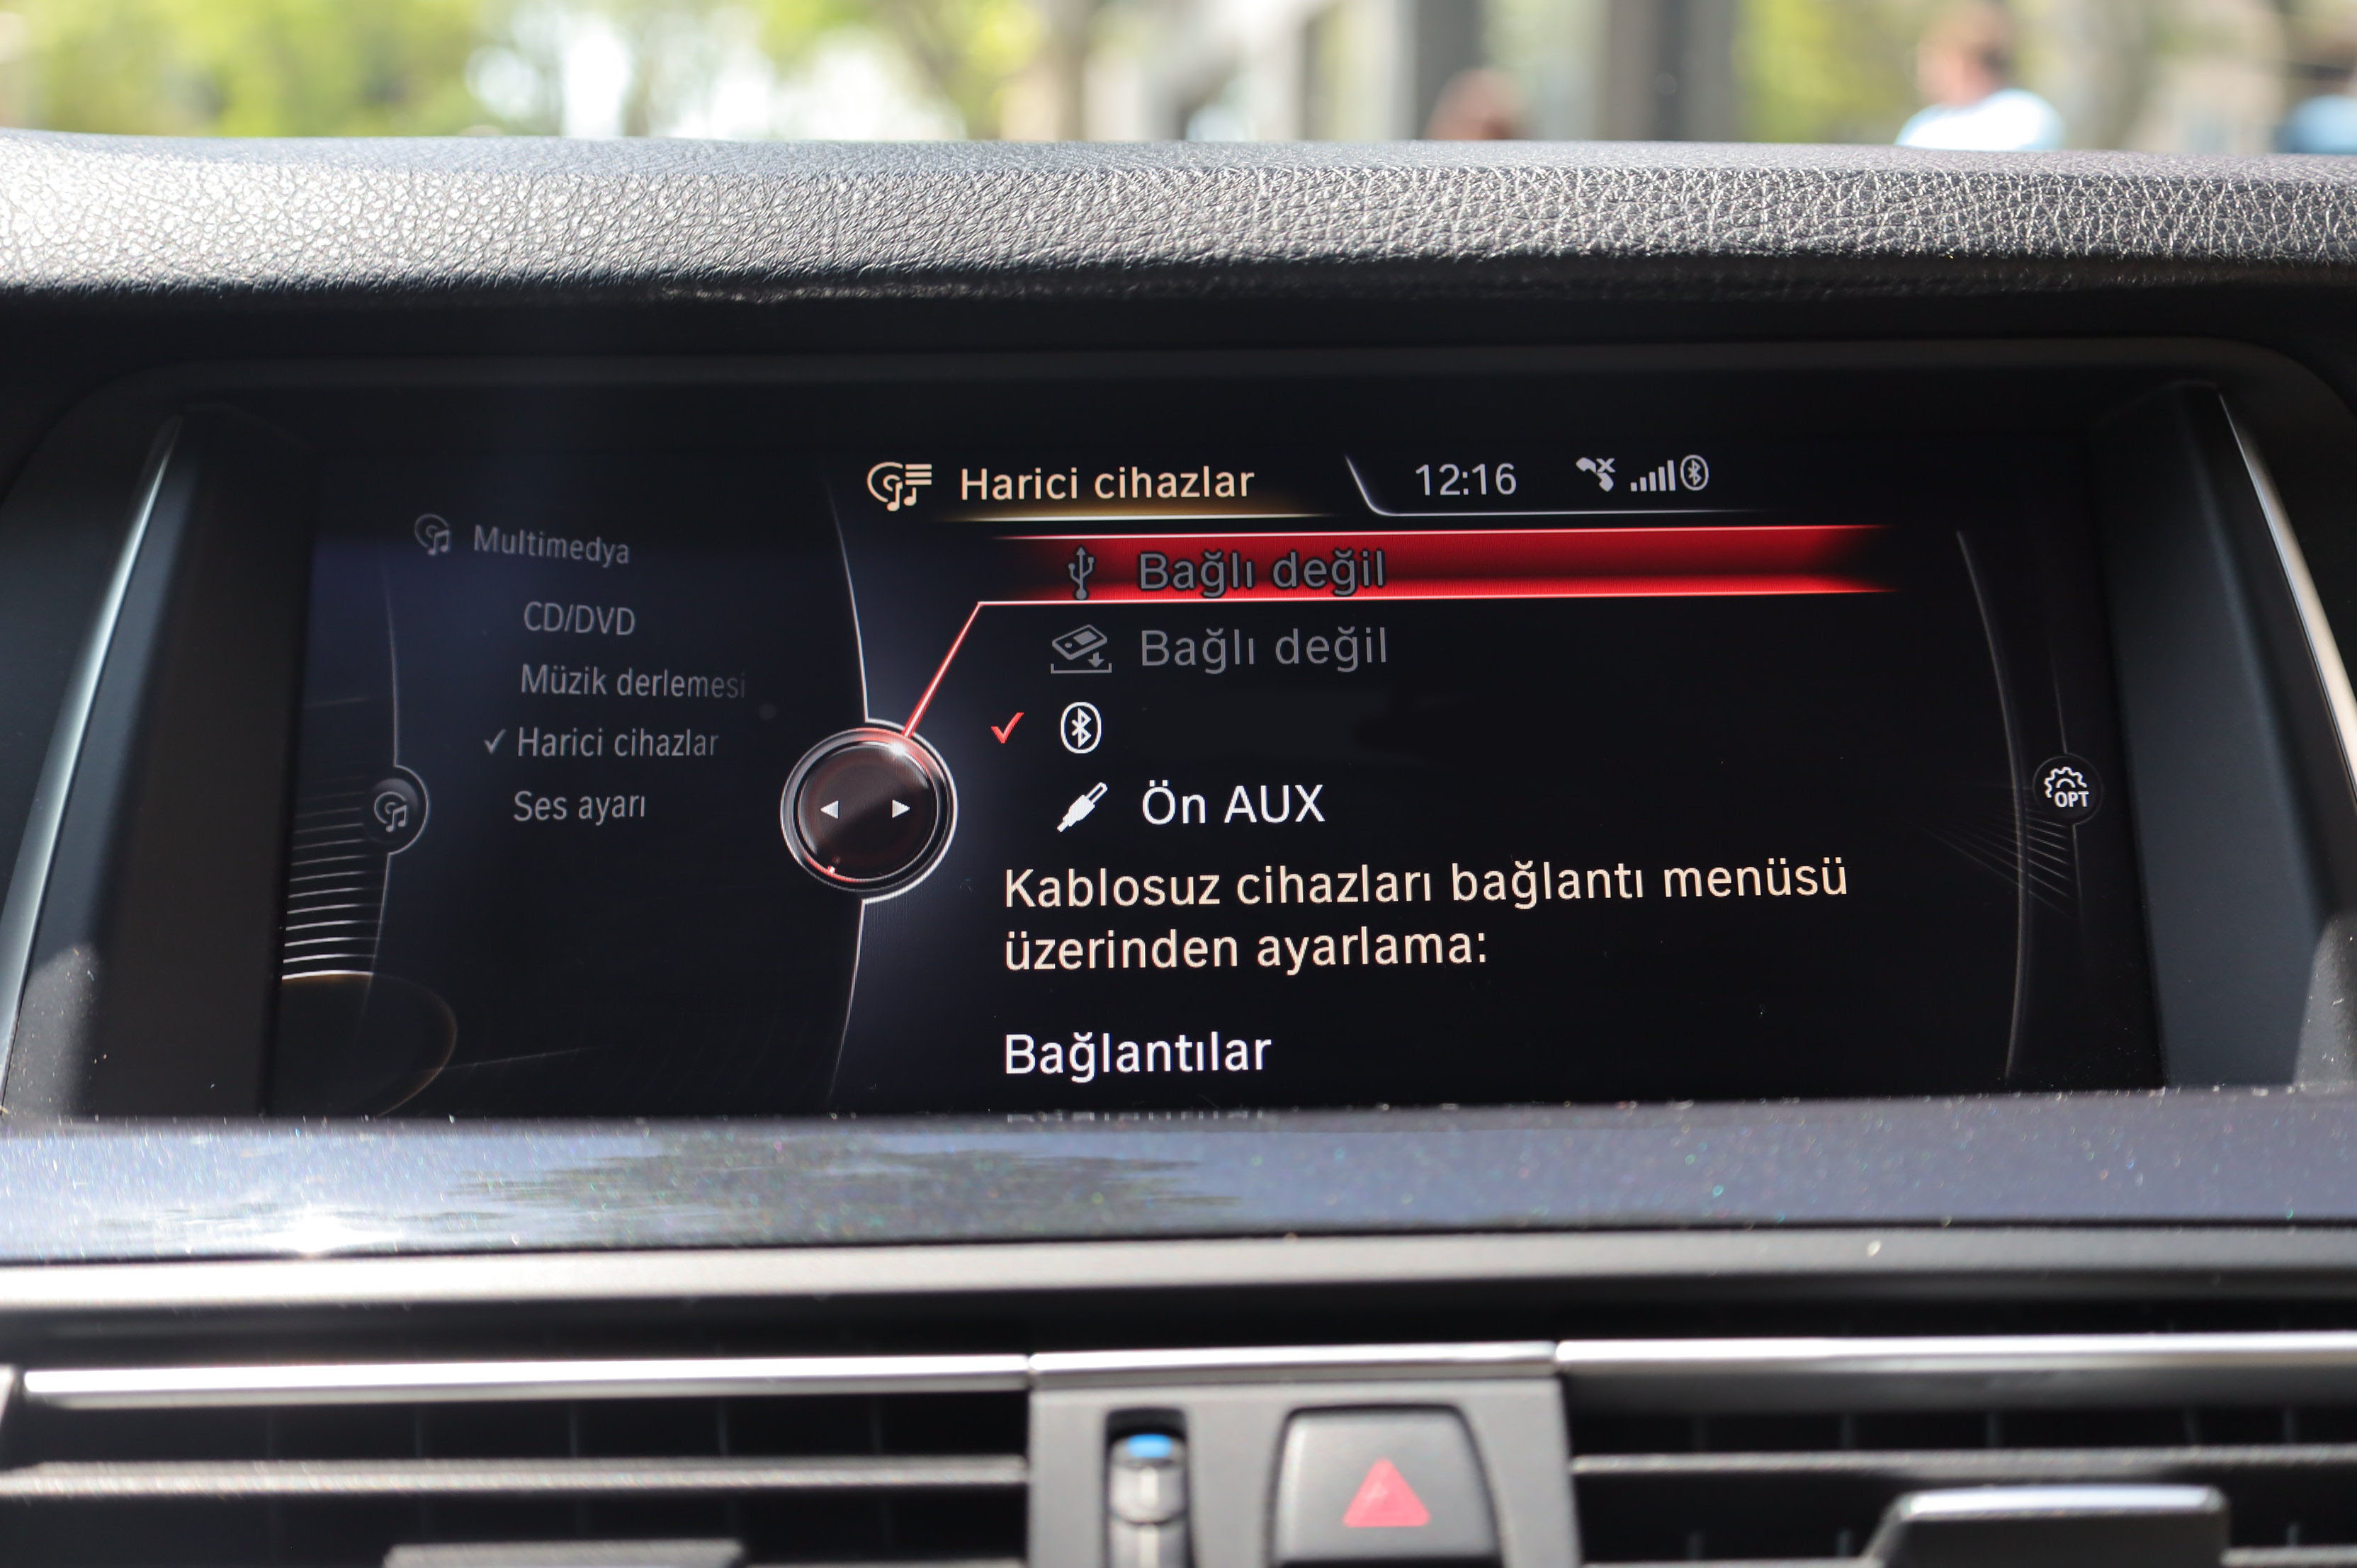 Harici cihazlar
12:16
Multimedya
CD/DVD
Müzik derlemesi
Harici cihazlar
Ses ayarı
Bağlı değil
Bağlı değil
Ön AUX
Kablosuz cihazları bağlantı menüsü
üzerinden ayarlama:
Bağlantılar
OPT